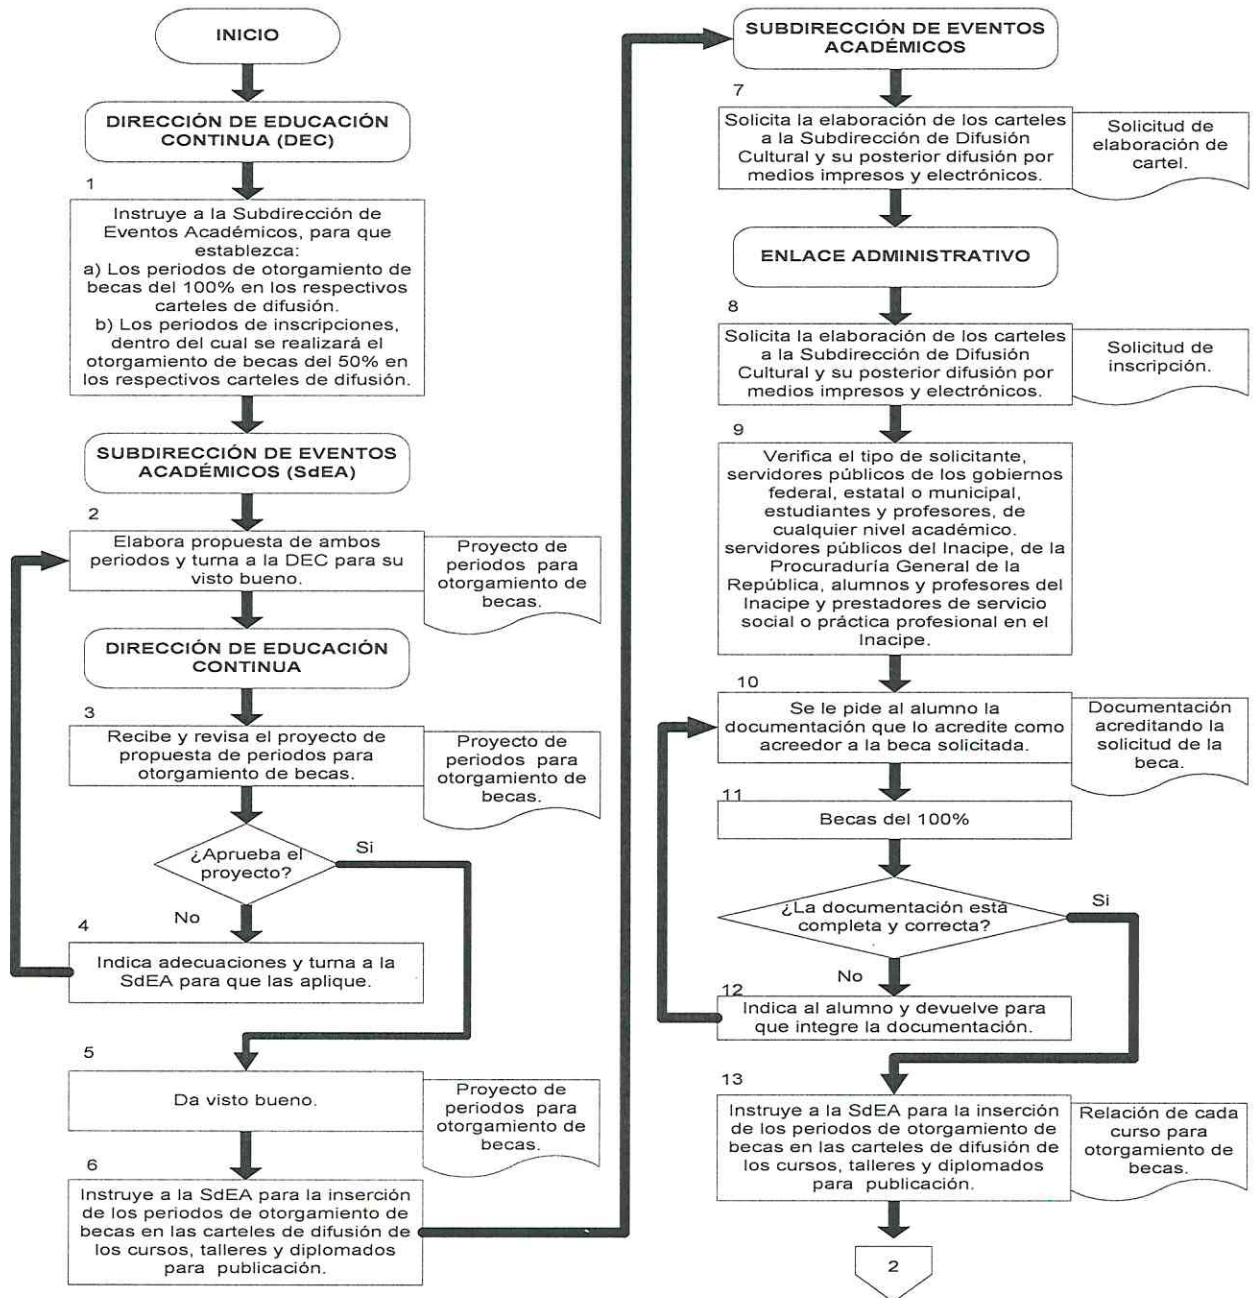 INICIO
DIRECCIÓN DE EDUCACIÓN
CONTINUA (DEC)
1
Instruye a la Subdirección de
Eventos Académicos, para que
establezca:
a) Los periodos de otorgamiento de
becas del 100% en los respectivos
carteles de difusión.
b) Los periodos de inscripciones,
dentro del cual se realizará el
otorgamiento de becas del 50% en
los respectivos carteles de difusión.
SUBDIRECCIÓN DE EVENTOS
ACADÉMICOS (SdEA)
2
Elabora propuesta de ambos
periodos y turna a la DEC para su
visto bueno.
Proyecto de
periodos para
otorgamiento de
becas.
DIRECCIÓN DE EDUCACIÓN
CONTINUA
3
Recibe y revisa el proyecto de
propuesta de periodos para
otorgamiento de becas.
Proyecto de
periodos para
otorgamiento de
becas.
¿Aprueba el
proyecto?
Si
No
4
Indica adecuaciones y turna a la
SdEA para que las aplique.
5
Da visto bueno.
Proyecto de
periodos para
otorgamiento de
becas.
6
Instruye a la SdEA para la inserción
de los periodos de otorgamiento de
becas en las carteles de difusión de
los cursos, talleres y diplomados
para publicación.
SUBDIRECCIÓN DE EVENTOS
ACADÉMICOS
7
Solicita la elaboración de los carteles
a la Subdirección de Difusión
Cultural y su posterior difusión por
medios impresos y electrónicos.
Solicitud de
elaboración de
cartel.
ENLACE ADMINISTRATIVO
8
Solicita la elaboración de los carteles
a la Subdirección de Difusión
Cultural y su posterior difusión por
medios impresos y electrónicos.
Solicitud de
inscripción.
9
Verifica el tipo de solicitante,
servidores públicos de los gobiernos
federal, estatal o municipal,
estudiantes y profesores, de
cualquier nivel académico.
servidores públicos del Inacipe, de la
Procuraduría General de la
República, alumnos y profesores del
Inacipe y prestadores de servicio
social o práctica profesional en el
Inacipe.
10
Se le pide al alumno la
documentación que lo acredite como
acreedor a la beca solicitada.
Documentación
acreditando la
solicitud de la
beca.
11
Becas del 100%
¿La documentación está
completa y correcta?
Si
No
12
Indica al alumno y devuelve para
que integre la documentación.
13
Instruye a la SdEA para la inserción
de los periodos de otorgamiento de
becas en las carteles de difusión de
los cursos, talleres y diplomados
para publicación.
Relación de cada
curso para
otorgamiento de
becas.
2